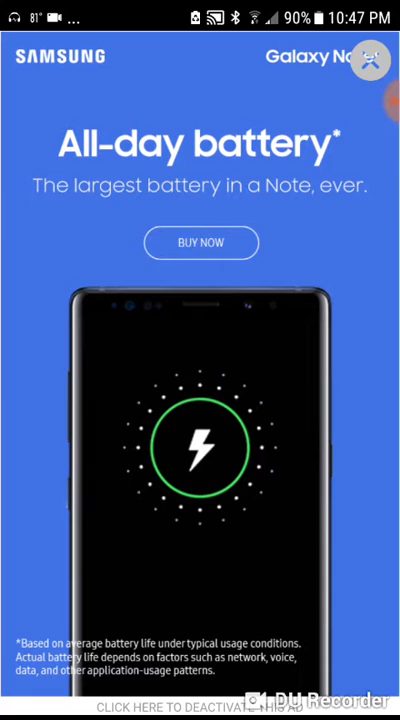 81° ... 90% 10:47 PM
SAMSUNG Galaxy
All-day battery*
The largest battery in a Note, ever.
BUY NOW
*Based on average battery life under typical usage conditions.
Actual battery life depends on factors such as network, voice,
data, and other application-usage patterns.
DU Recorder
CLICK HERE TO DEACTIVATE THIS AD